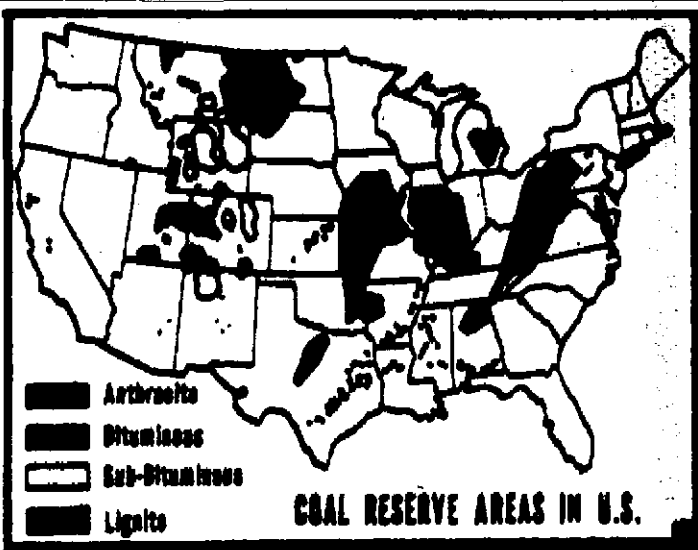 Anthracite
Bituminous
Sub-Bituminous
Lignite
COAL RESERVE AREAS IN U.S.